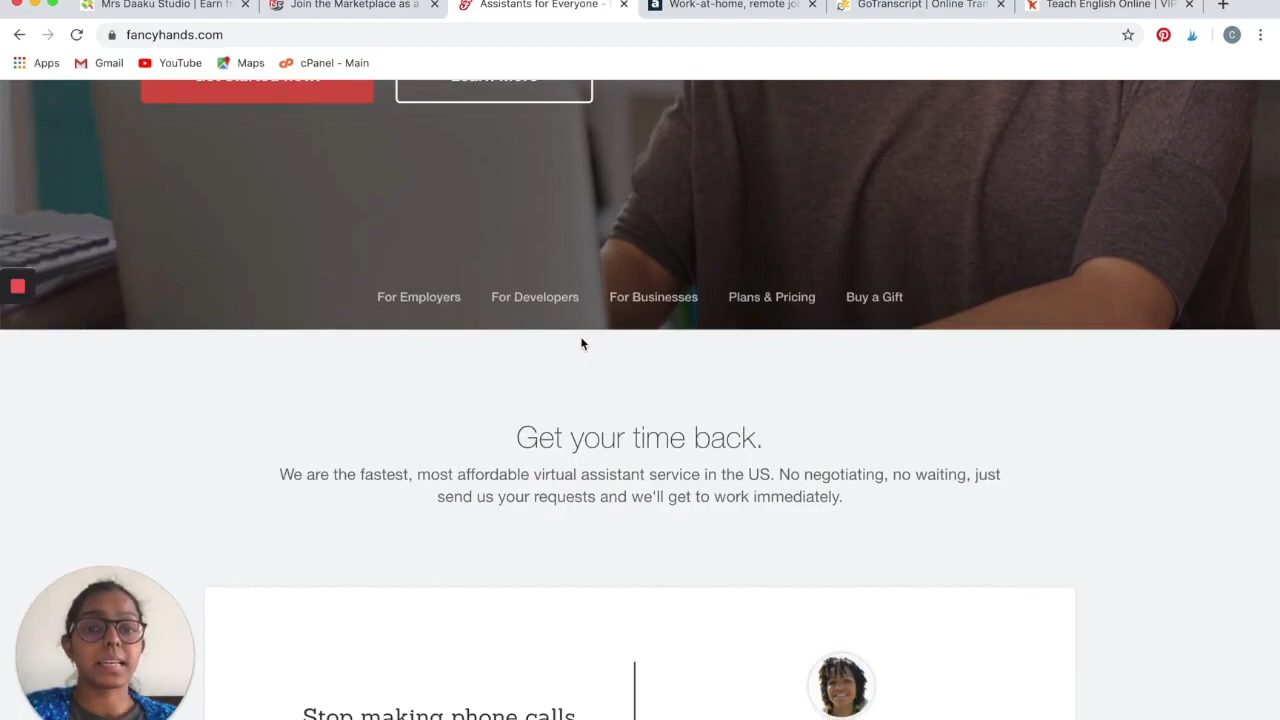 Mrs Daaku Studio | Earn f
Join the Marketplace as a
Assistants for Everyone -
Work-at-home, remote jo
GoTranscript | Online Tran
Teach English Online | VIP
fancyhands.com
C
Apps
Gmail
YouTube
Maps
cPanel - Main
For Employers
For Developers
For Businesses
Plans & Pricing
Buy a Gift
Get your time back.
We are the fastest, most affordable virtual assistant service in the US. No negotiating, no waiting, just
send us your requests and we'll get to work immediately.
Stop making phone calls